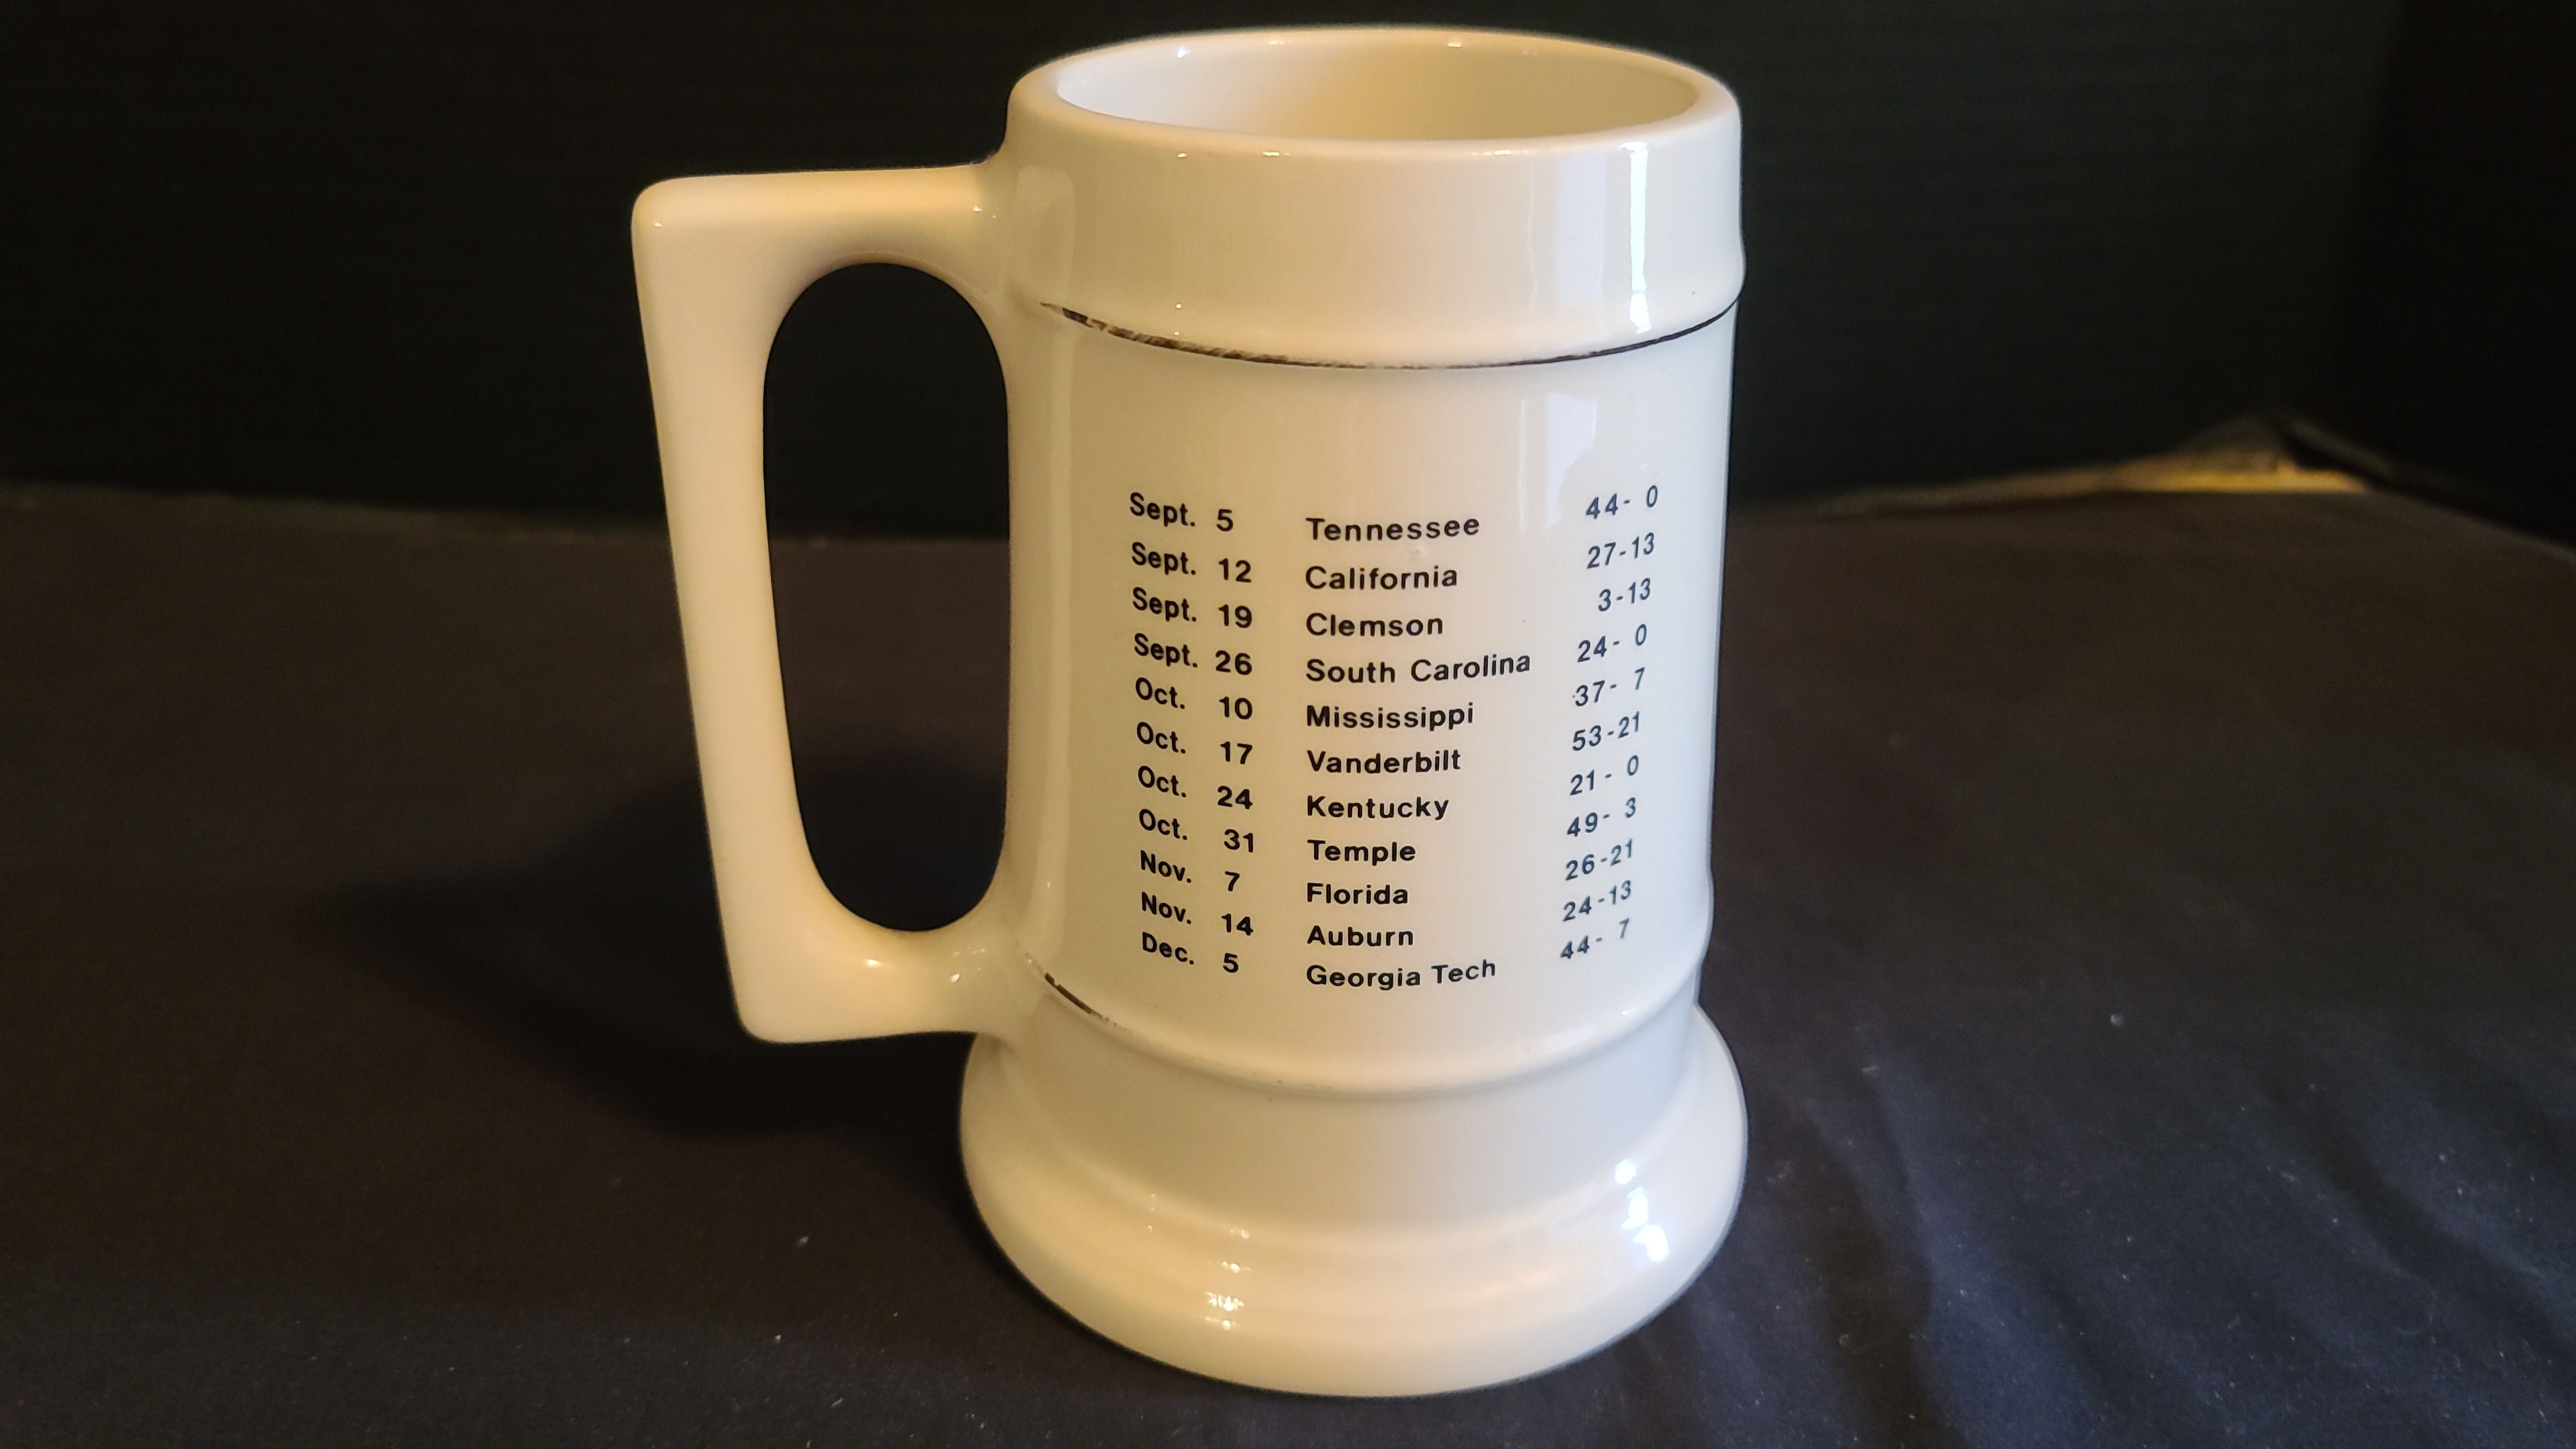 Sept. 5 Tennessee 44- 0
Sept. 12 California 27-13
Sept. 19 Clemson 3-13
Sept. 26 South Carolina 24- 0
Oct. 10 Mississippi 37- 7
Oct. 17 Vanderbilt 53-21
Oct. 24 Kentucky 21- 0
Oct. 31 Temple 49- 3
Nov. 7 Florida 26-21
Nov. 14 Auburn 24-13
Dec. 5 Georgia Tech 44- 7